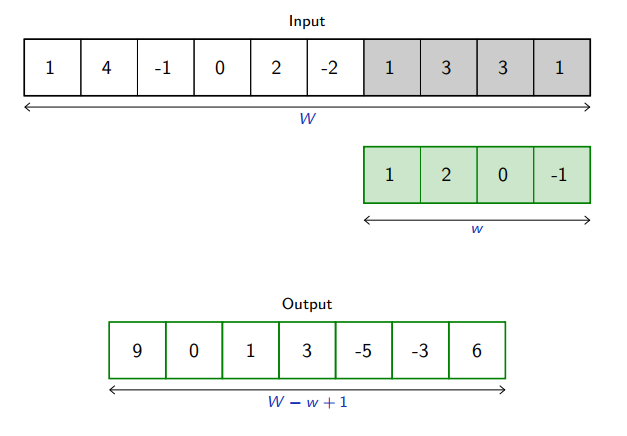 Input
1 4 -1 0 2 -2 1 3 3 1
W
1 2 0 -1
w
Output
9 0 1 3 -5 -3 6
W − w + 1